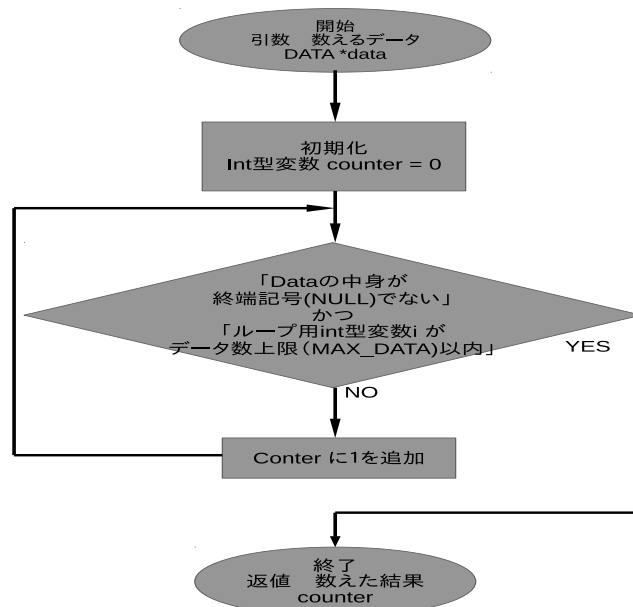 開始
引数　数えるデータ
DATA *data
初期化
Int型変数 counter = 0
「Dataの中身が
終端記号(NULL)でない」
かつ
「ループ用int型変数i が
データ数上限（MAX_DATA)以内」
YES
NO
Conter に1を追加
終了
返値　数えた結果
counter